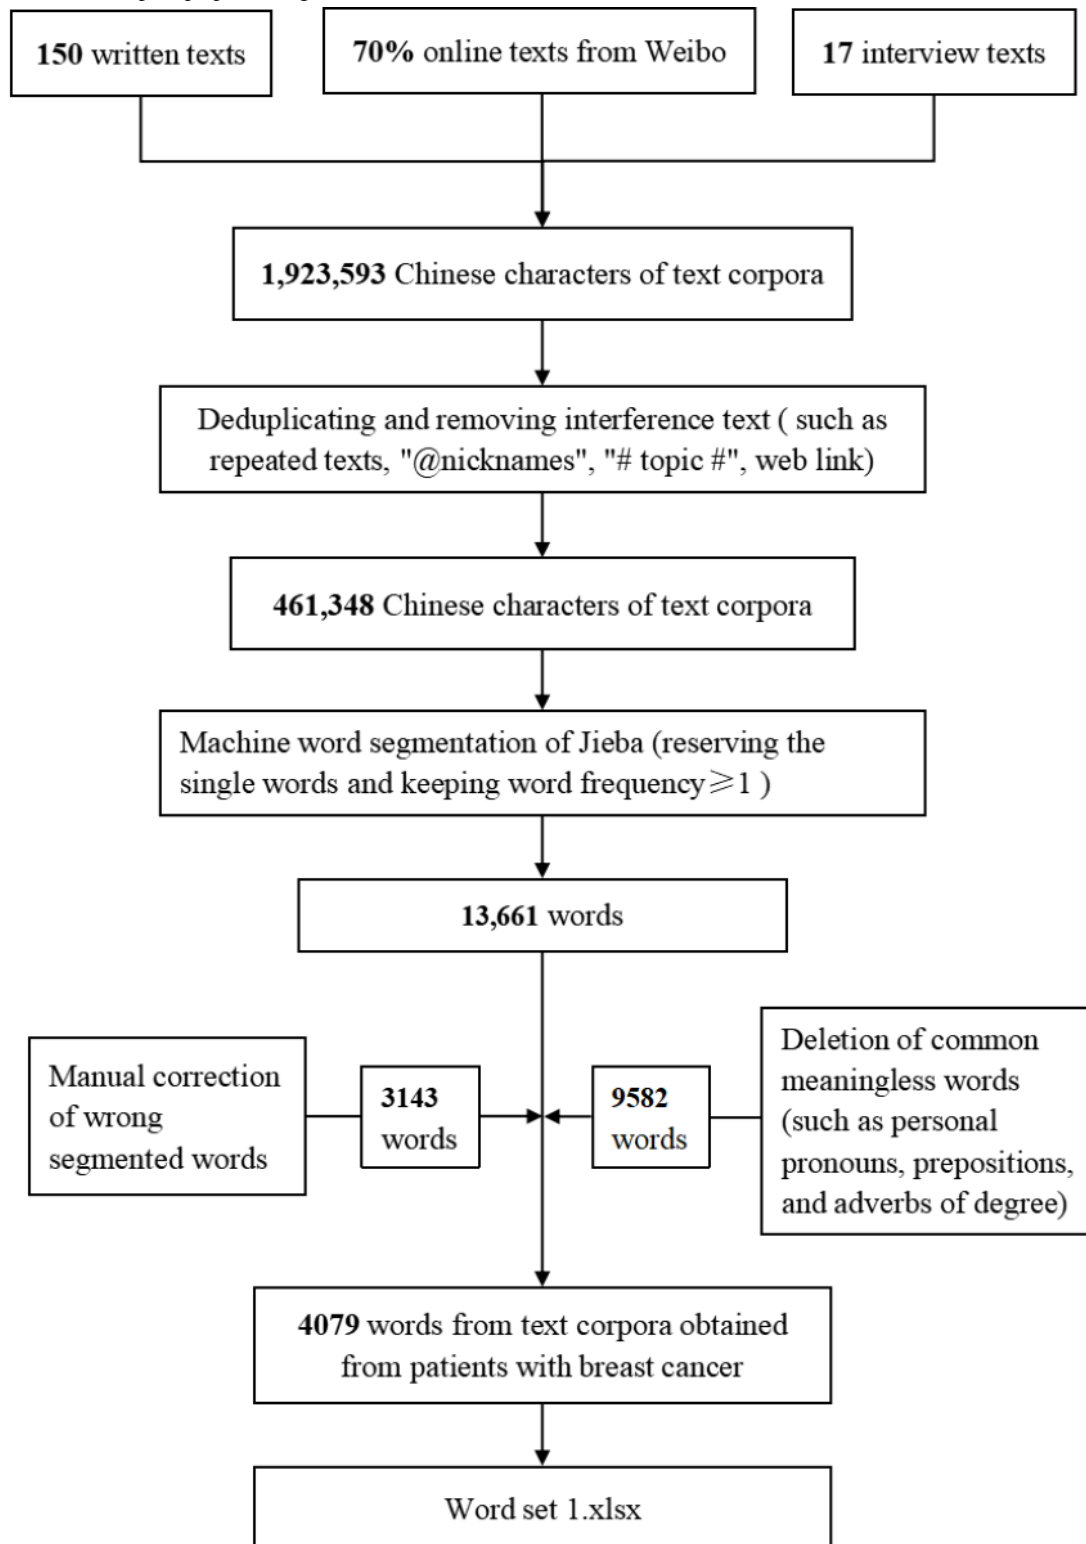 150 written texts
70% online texts from Weibo
17 interview texts
1,923,593 Chinese characters of text corpora
Deduplicating and removing interference text ( such as
repeated texts, "@nicknames", "# topic #", web link)
461,348 Chinese characters of text corpora
Machine word segmentation of Jieba (reserving the
single words and keeping word frequency⩾1 )
13,661 words
Manual correction
of wrong
segmented words
3143
words
9582
words
Deletion of common
meaningless words
(such as personal
pronouns, prepositions,
and adverbs of degree)
4079 words from text corpora obtained
from patients with breast cancer
Word set 1.xlsx